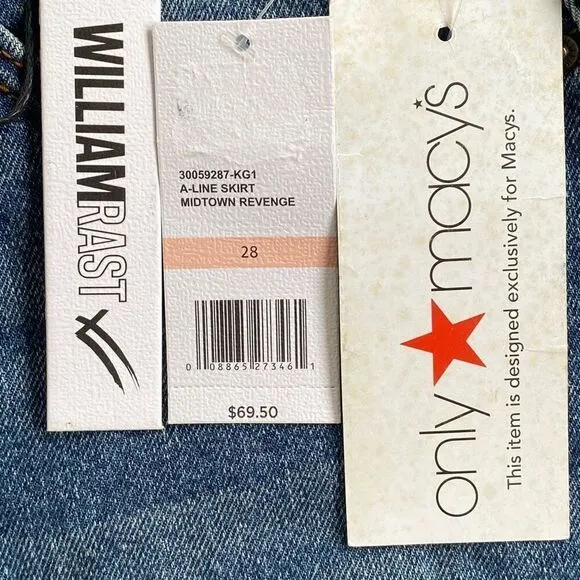 WILLIAMRAST
30059287-KG1
A-LINE SKIRT
MIDTOWN REVENGE
28
0 08865 27346 1
$69.50
only ★ macy's
This item is designed exclusively for Macys.